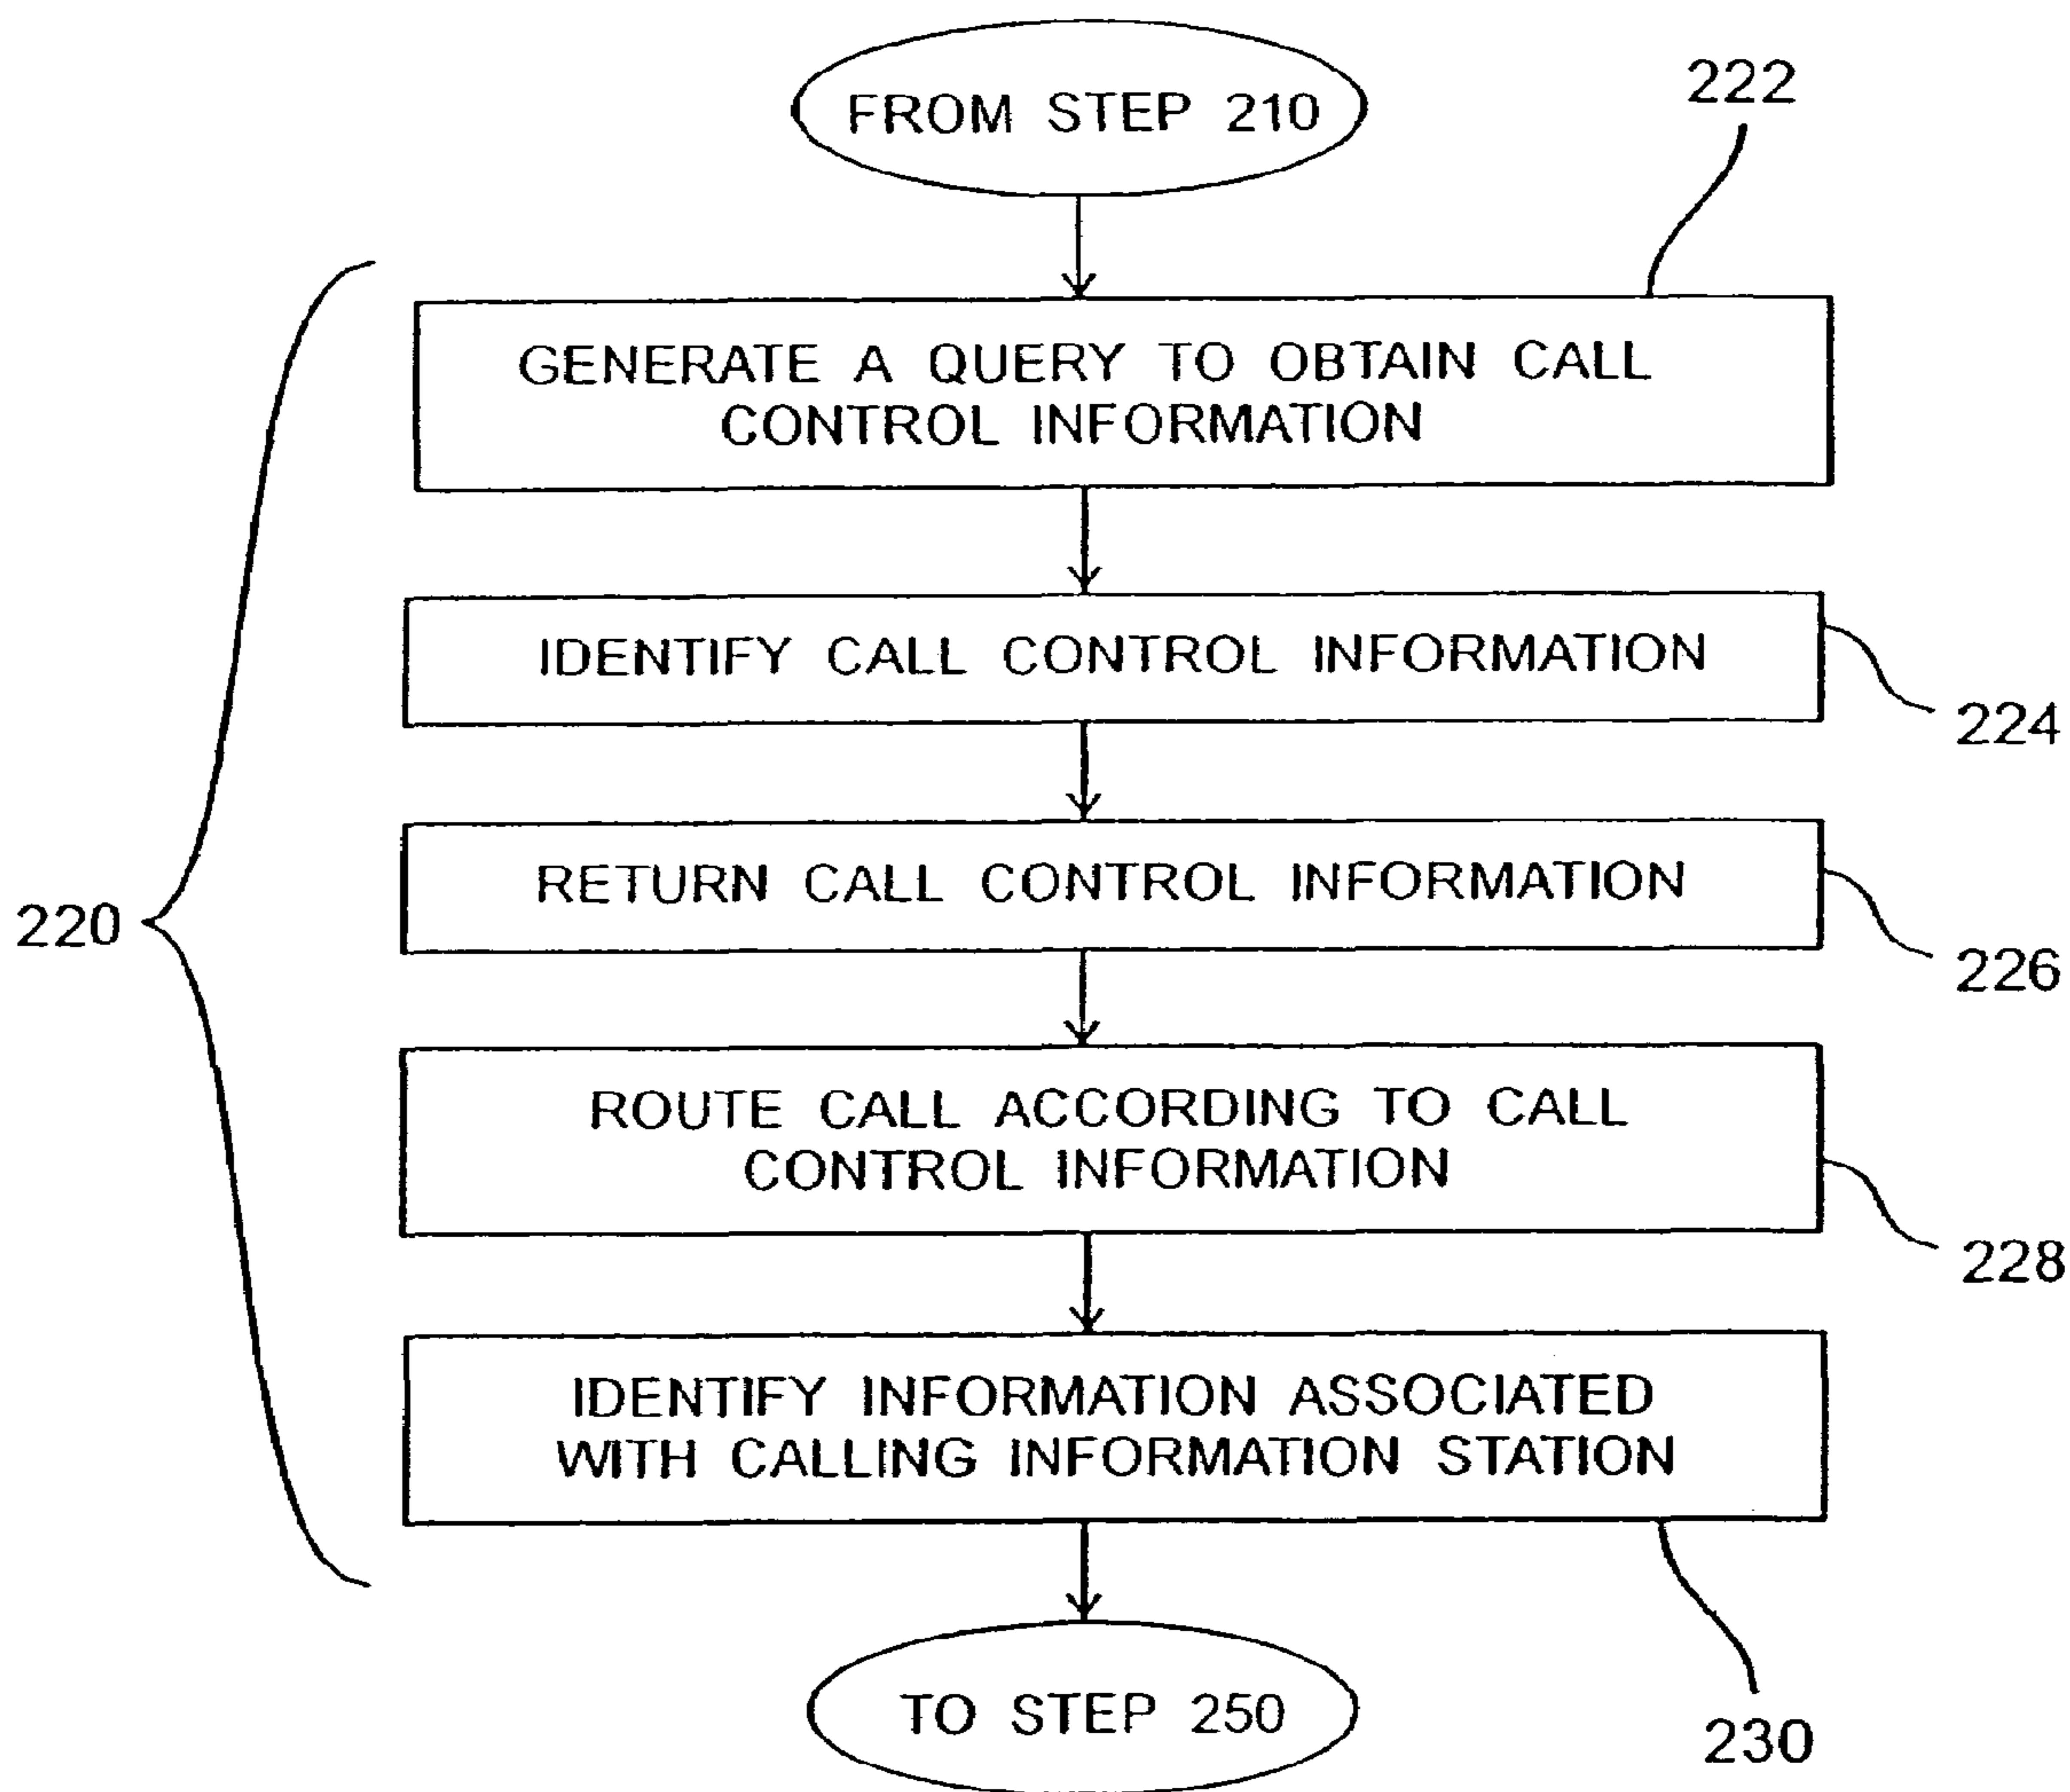 FROM STEP 210
222
GENERATE A QUERY TO OBTAIN CALL
CONTROL INFORMATION
IDENTIFY CALL CONTROL INFORMATION
224
RETURN CALL CONTROL INFORMATION
220
226
ROUTE CALL ACCORDING TO CALL
CONTROL INFORMATION
228
IDENTIFY INFORMATION ASSOCIATED
WITH CALLING INFORMATION STATION
TO STEP 250
230